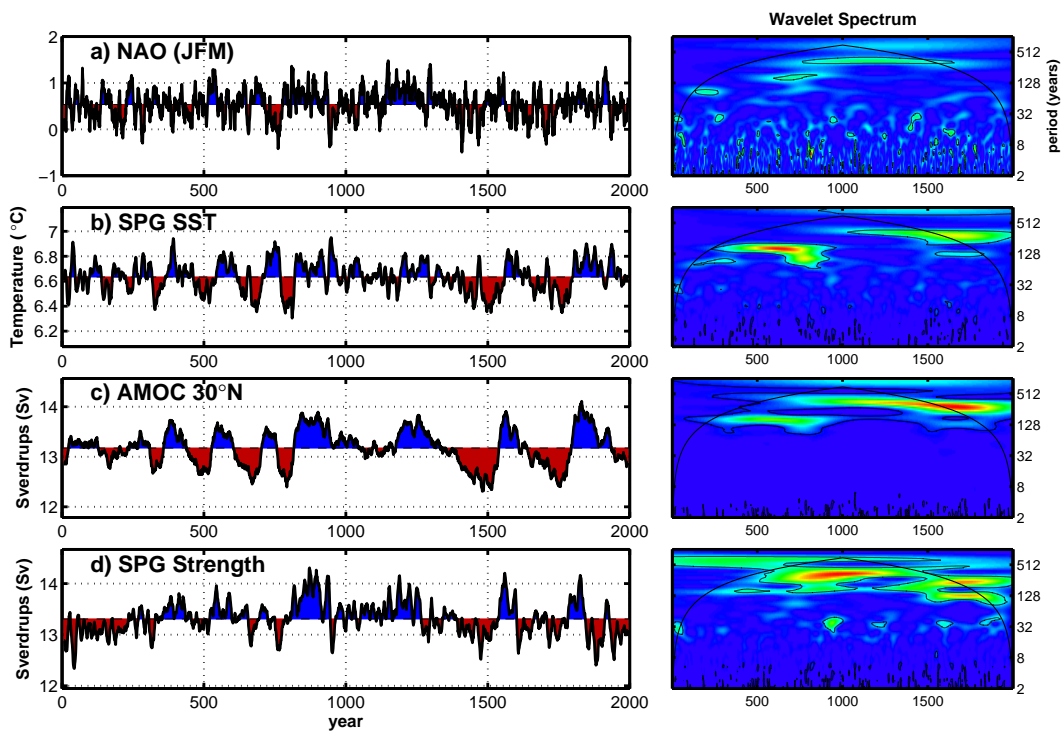 Wavelet Spectrum
a) NAO (JFM)
2
1
0
−1
0 500 1000 1500 2000
512
128
32
8
2
period (years)
500 1000 1500
b) SPG SST
Temperature (°C)
7
6.8
6.6
6.4
6.2
0 500 1000 1500 2000
512
128
32
8
2
500 1000 1500
c) AMOC 30°N
Sverdrups (Sv)
14
13
12
0 500 1000 1500 2000
512
128
32
8
2
500 1000 1500
d) SPG Strength
Sverdrups (Sv)
14
13
12
0 500 1000 1500 2000
year
512
128
32
8
2
500 1000 1500